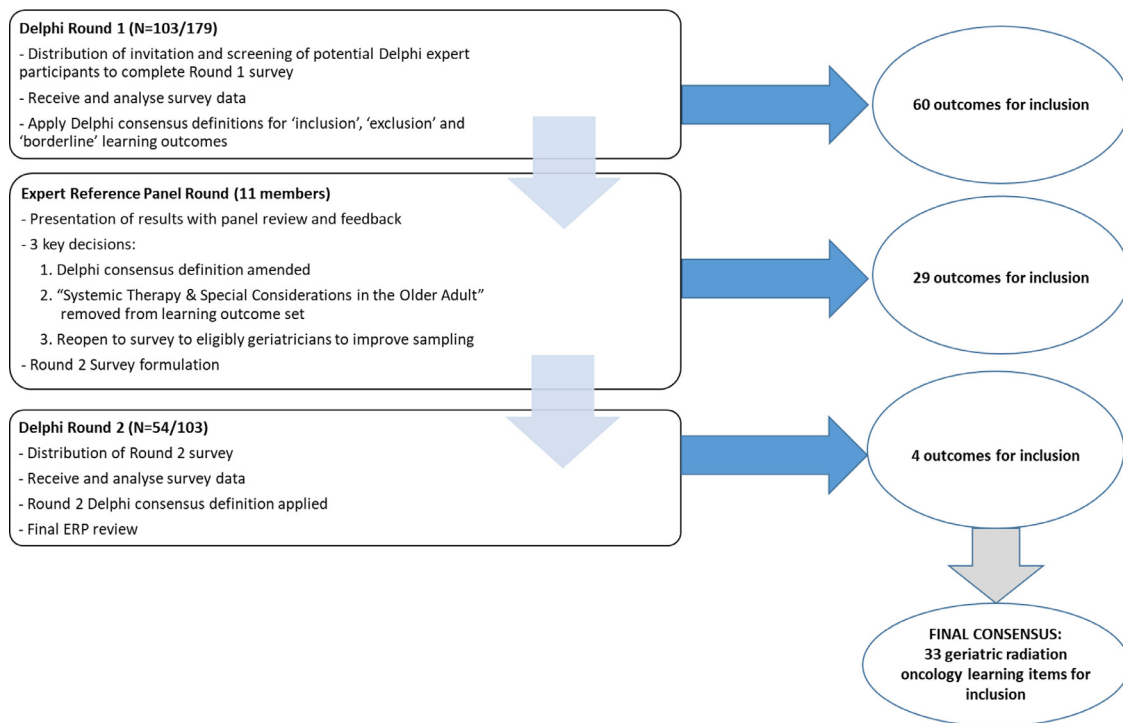 Delphi Round 1 (N=103/179)
- Distribution of invitation and screening of potential Delphi expert
participants to complete Round 1 survey
- Receive and analyse survey data
- Apply Delphi consensus definitions for ‘inclusion’, ‘exclusion’ and
‘borderline’ learning outcomes
60 outcomes for inclusion
Expert Reference Panel Round (11 members)
- Presentation of results with panel review and feedback
- 3 key decisions:
1. Delphi consensus definition amended
2. “Systemic Therapy & Special Considerations in the Older Adult”
removed from learning outcome set
3. Reopen to survey to eligibly geriatricians to improve sampling
- Round 2 Survey formulation
29 outcomes for inclusion
Delphi Round 2 (N=54/103)
- Distribution of Round 2 survey
- Receive and analyse survey data
- Round 2 Delphi consensus definition applied
- Final ERP review
4 outcomes for inclusion
FINAL CONSENSUS:
33 geriatric radiation
oncology learning items for
inclusion